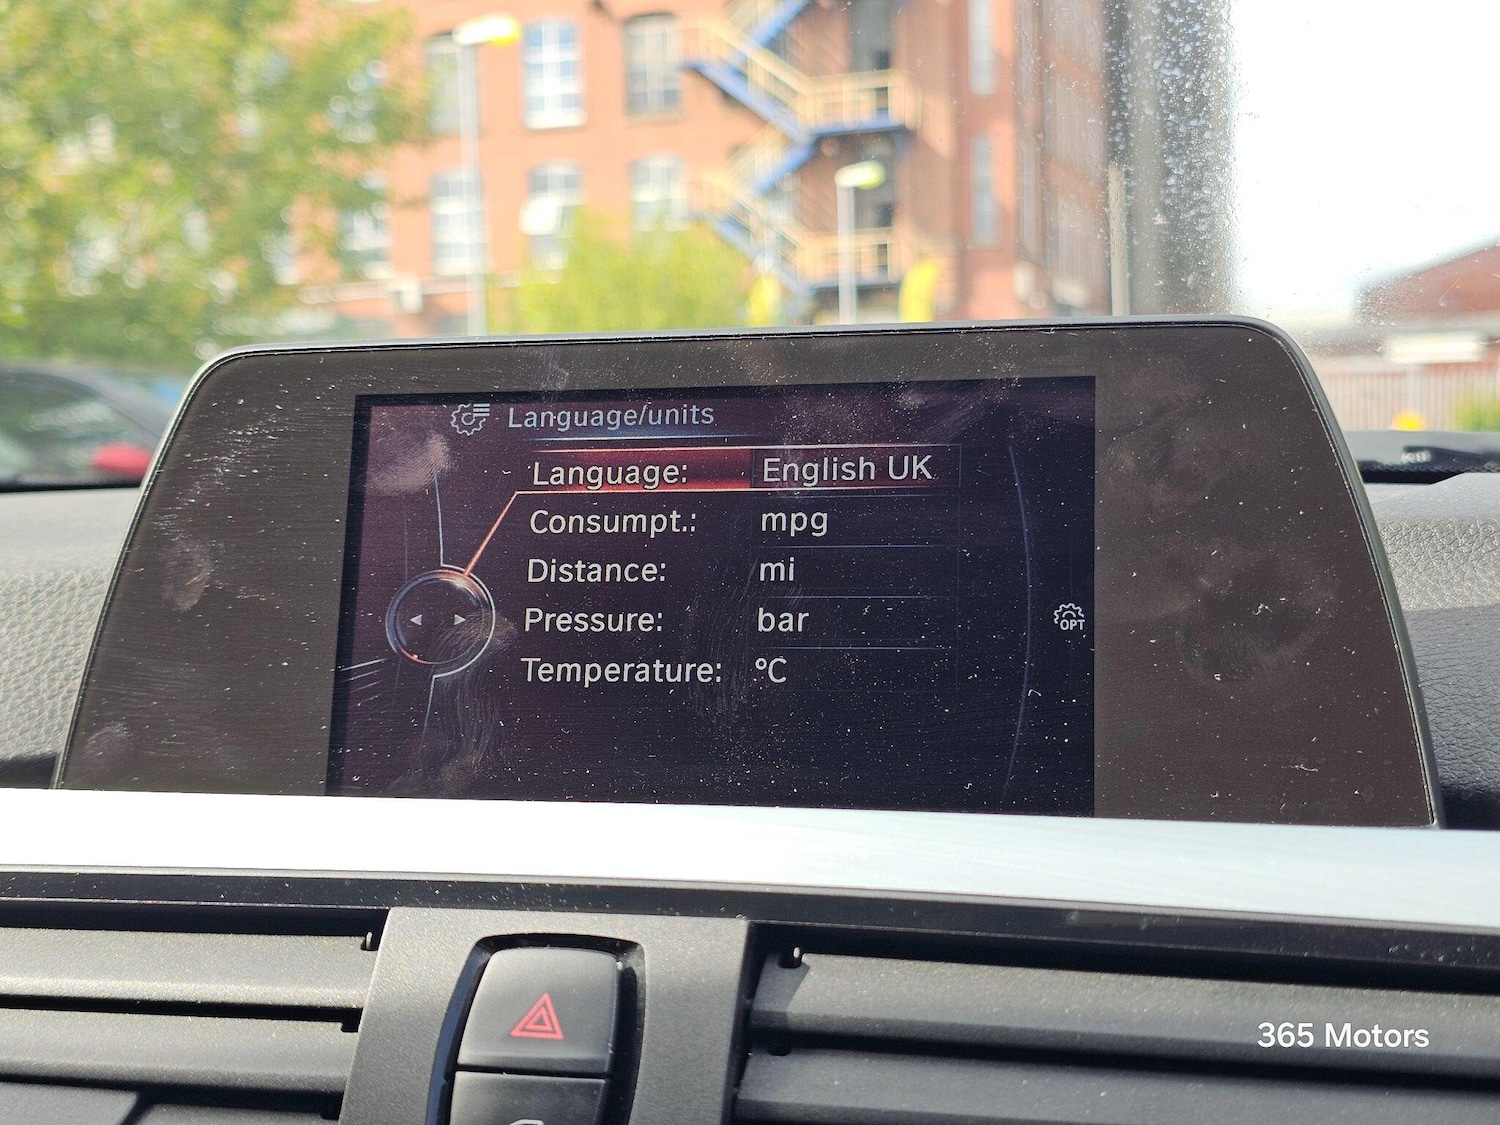 Language/units
Language: English UK
Consumpt.: mpg
Distance: mi
Pressure: bar
Temperature: °C
OPT
365 Motors